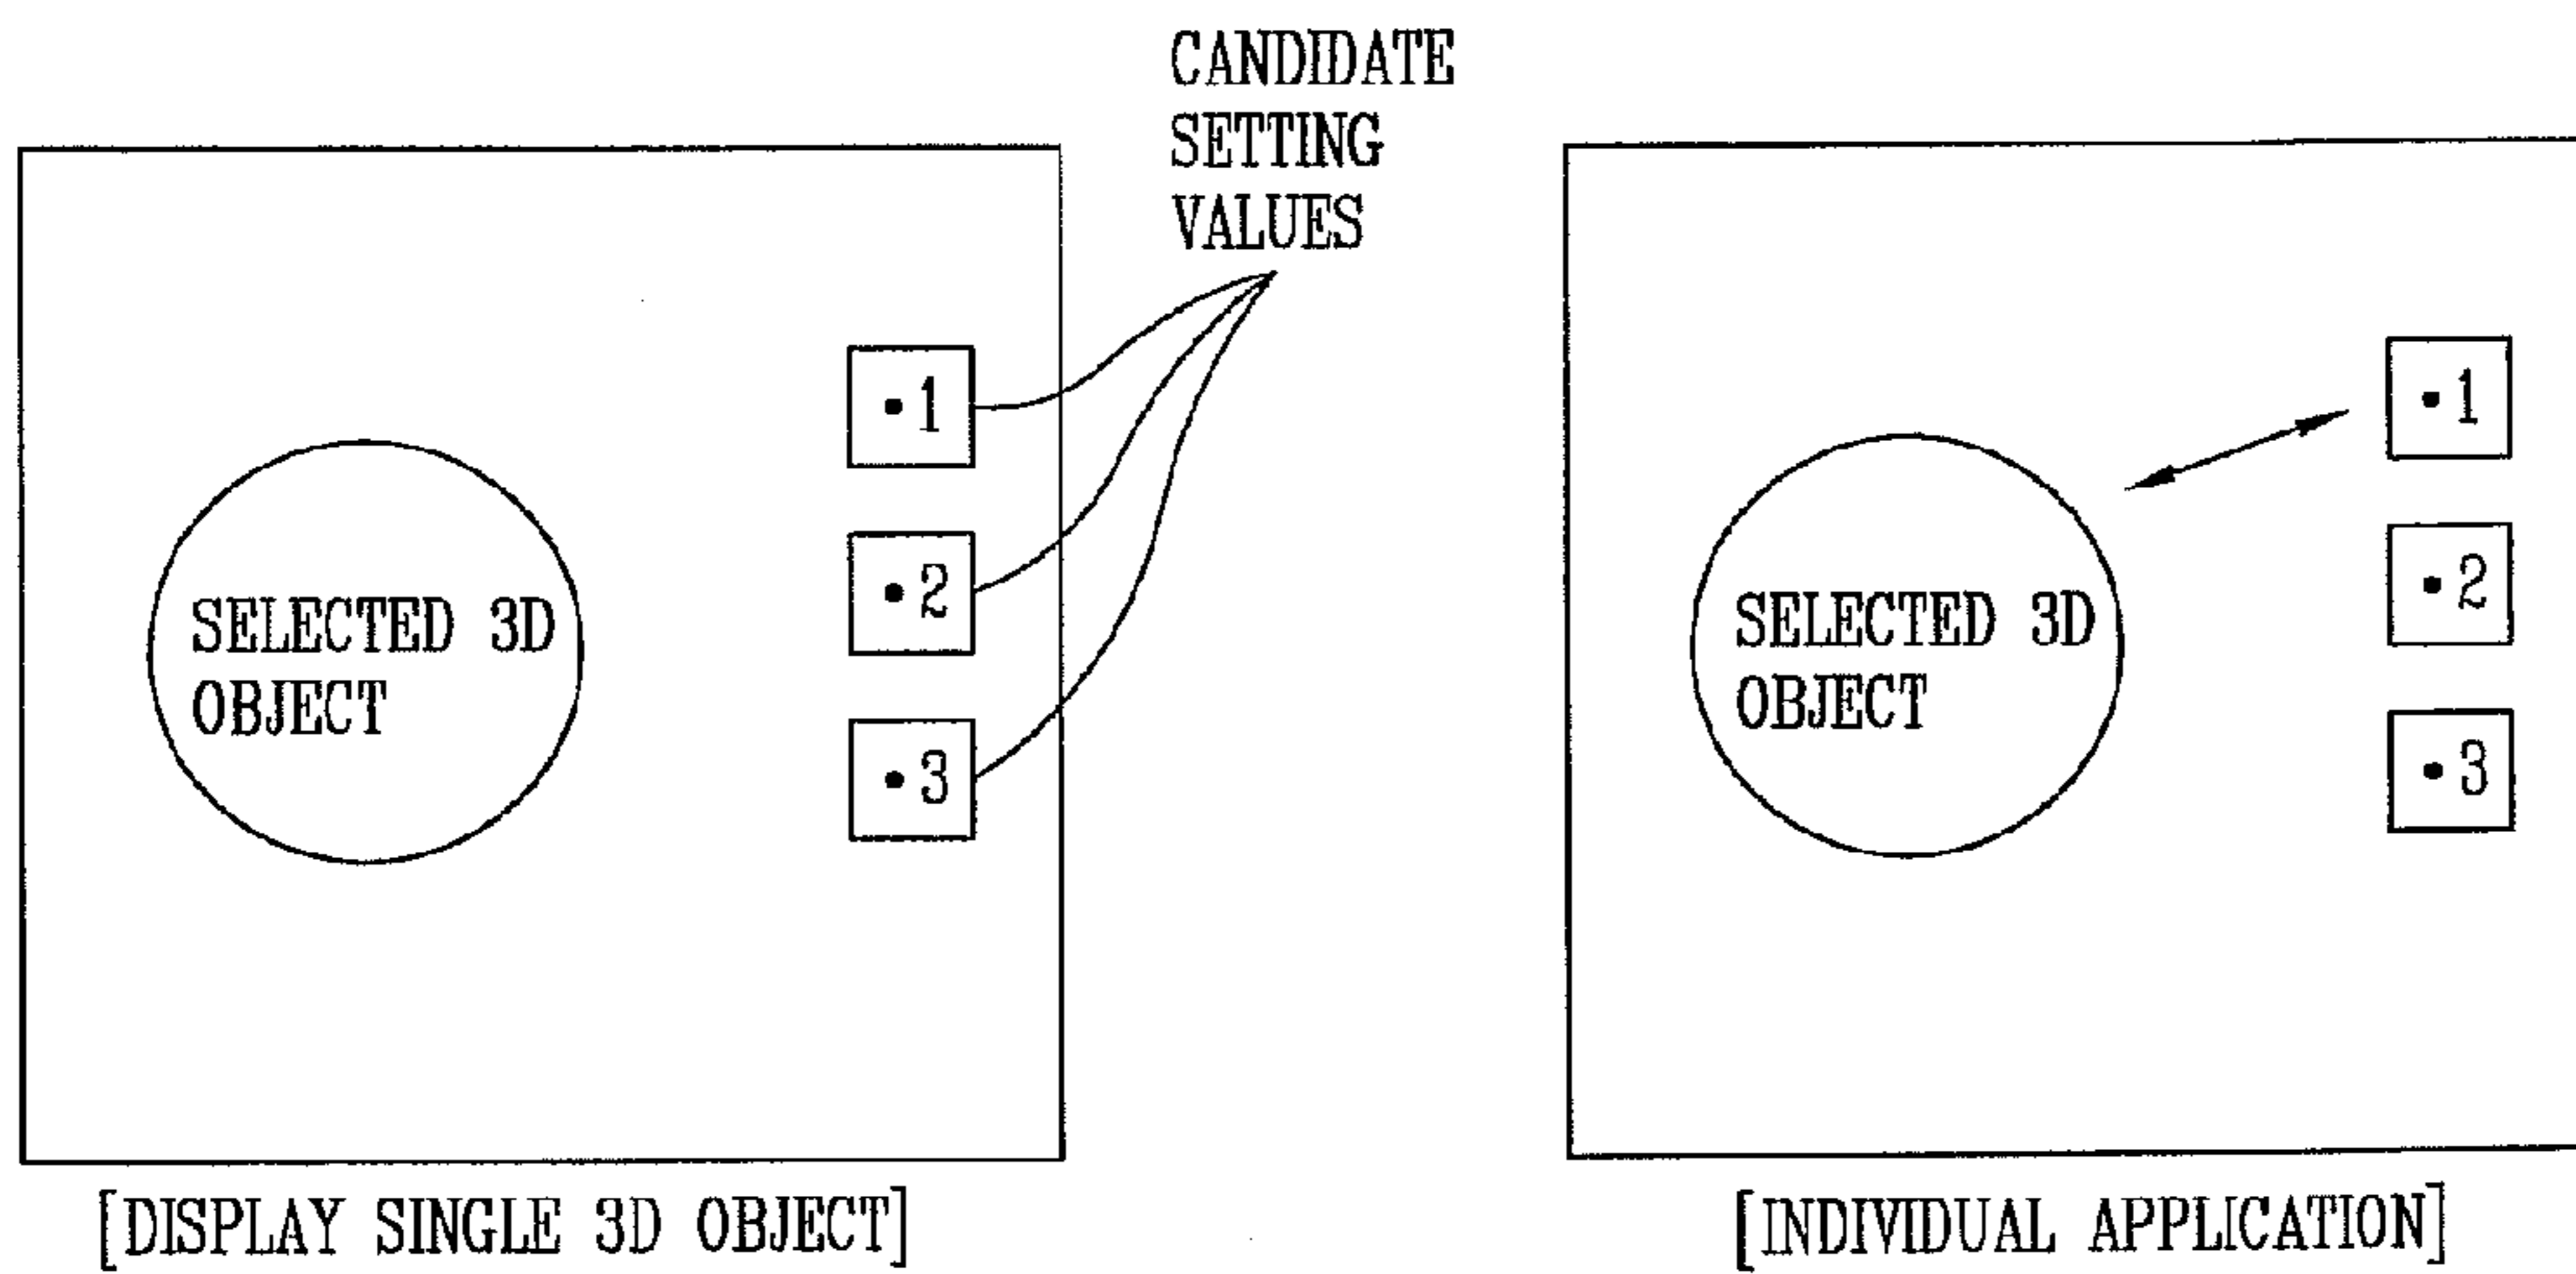 CANDIDATE
SETTING
VALUES
•1
•2
•3
SELECTED 3D
OBJECT
[DISPLAY SINGLE 3D OBJECT]
•1
•2
•3
SELECTED 3D
OBJECT
[INDIVIDUAL APPLICATION]